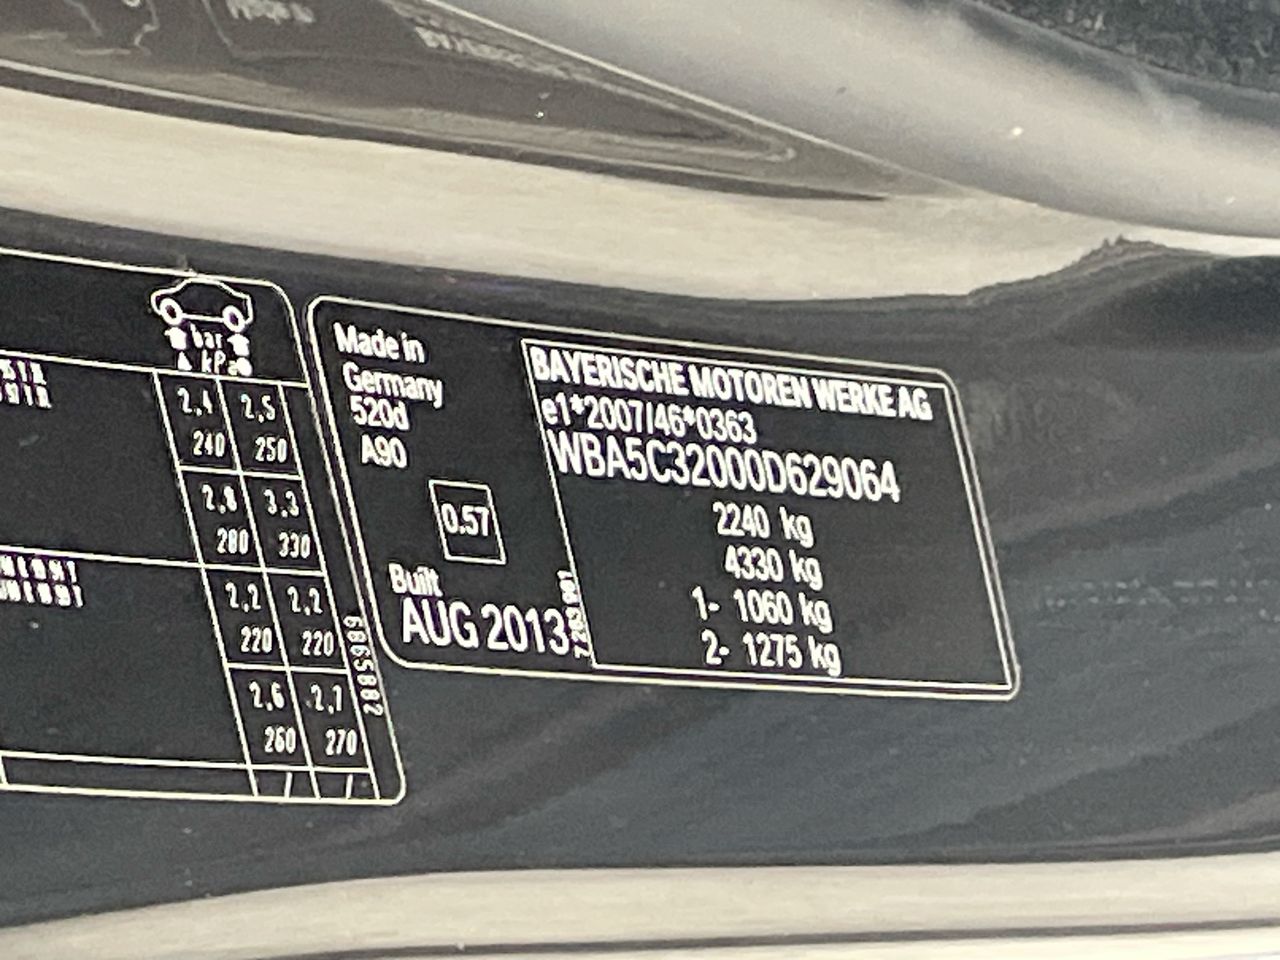 bar
kPa
2,4 2,5
240 250
2,8 3,3
280 330
2,2 2,2
220 220
2,6 2,7
260 270
6865882
Made in
Germany
520d
A90
0.57
Built
AUG 2013
BAYERISCHE MOTOREN WERKE AG
e1*2007/46*0363
WBA5C32000D629064
2240 kg
4330 kg
1- 1060 kg
2- 1275 kg